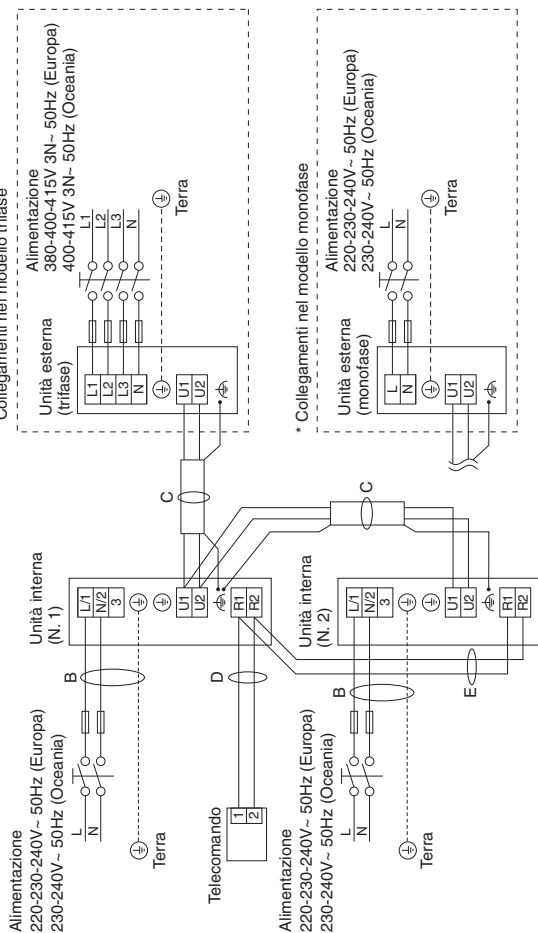 Alimentazione
220-230-240V~ 50Hz (Europa)
230-240V~ 50Hz (Oceania)
L
N
Terra
B
Unità interna
(N. 1)
L/1
N/2
3
U1
U2
R1
R2
Telecomando
1
2
D
C
Alimentazione
220-230-240V~ 50Hz (Europa)
230-240V~ 50Hz (Oceania)
L
N
Terra
B
Unità interna
(N. 2)
L/1
N/2
3
U1
U2
R1
R2
E
C
Unità esterna
(trifase)
L1
L2
L3
N
U1
U2
Alimentazione
380-400-415V 3N~ 50Hz (Europa)
400-415V 3N~ 50Hz (Oceania)
L1
L2
L3
N
Terra
* Collegamenti nel modello monofase
Unità esterna
(monofase)
L
N
U1
U2
Alimentazione
220-230-240V~ 50Hz (Europa)
230-240V~ 50Hz (Oceania)
L
N
Terra